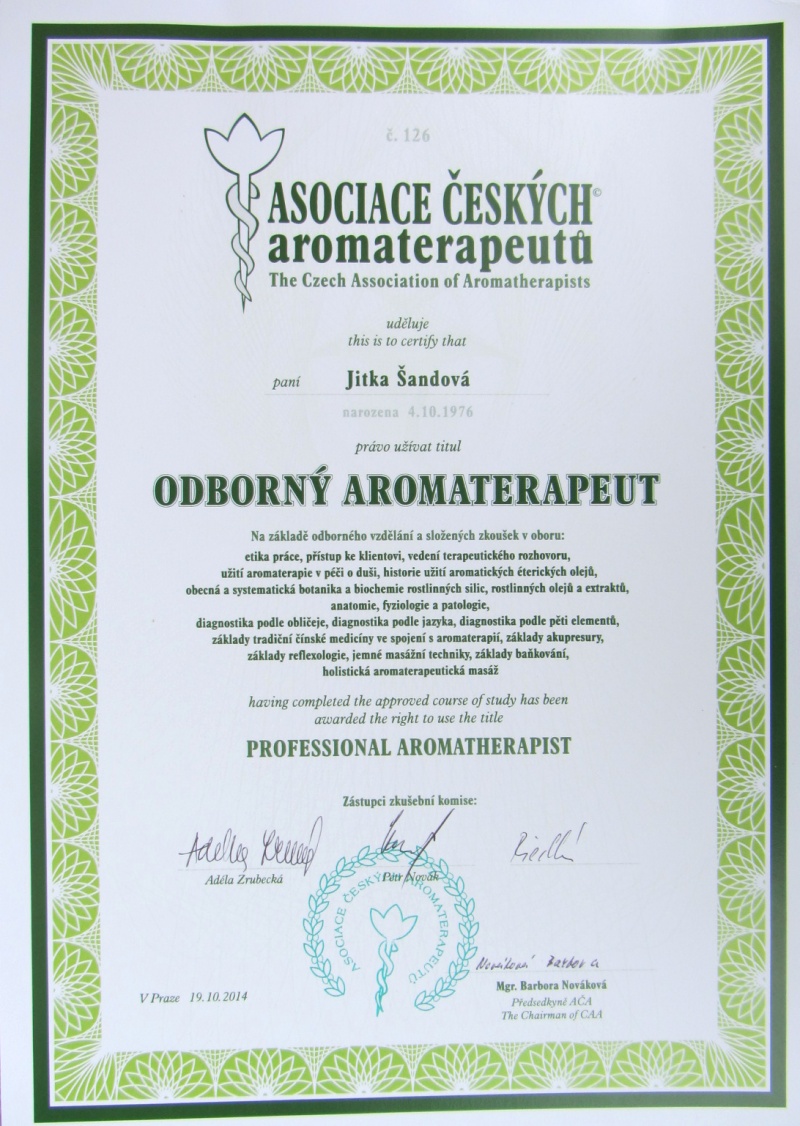 č. 126
ASOCIACE ČESKÝCH©
aromaterapeutů
The Czech Association of Aromatherapists
uděluje
this is to certify that
paní Jitka Šandová
narozena 4.10.1976
právo užívat titul
ODBORNÝ AROMATERAPEUT
Na základě odborného vzdělání a složených zkoušek v oboru:
etika práce, přístup ke klientovi, vedení terapeutického rozhovoru,
užití aromaterapie v péči o duši, historie užití aromatických éterických olejů,
obecná a systematická botanika a biochemie rostlinných silic, rostlinných olejů a extraktů,
anatomie, fyziologie a patologie,
diagnostika podle obličeje, diagnostika podle jazyka, diagnostika podle pěti elementů,
základy tradiční čínské medicíny ve spojení s aromaterapií, základy akupresury,
základy reflexologie, jemné masážní techniky, základy baňkování,
holistická aromaterapeutická masáž
having completed the approved course of study has been
awarded the right to use the title
PROFESSIONAL AROMATHERAPIST
Zástupci zkušební komise:
Adéla Zrubecká
Petr Novák
ASOCIACE ČESKÝCH AROMATERAPEUTŮ
Nováková Barbora
Mgr. Barbora Nováková
Předsedkyně AČA
The Chairman of CAA
V Praze 19.10.2014